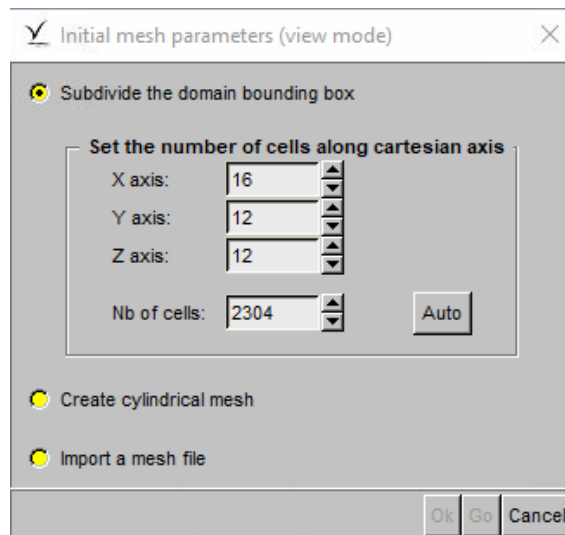 Initial mesh parameters (view mode)
Subdivide the domain bounding box
Set the number of cells along cartesian axis
X axis: 16
Y axis: 12
Z axis: 12
Nb of cells: 2304 Auto
Create cylindrical mesh
Import a mesh file
Ok Go Cancel